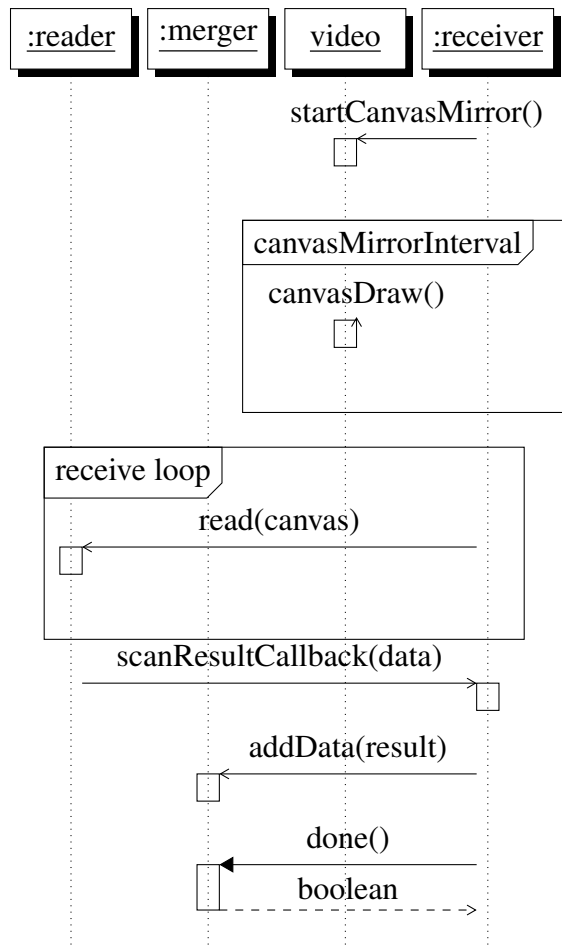 :reader
:merger
video
:receiver
startCanvasMirror()
canvasMirrorInterval
canvasDraw()
receive loop
read(canvas)
scanResultCallback(data)
addData(result)
done()
boolean